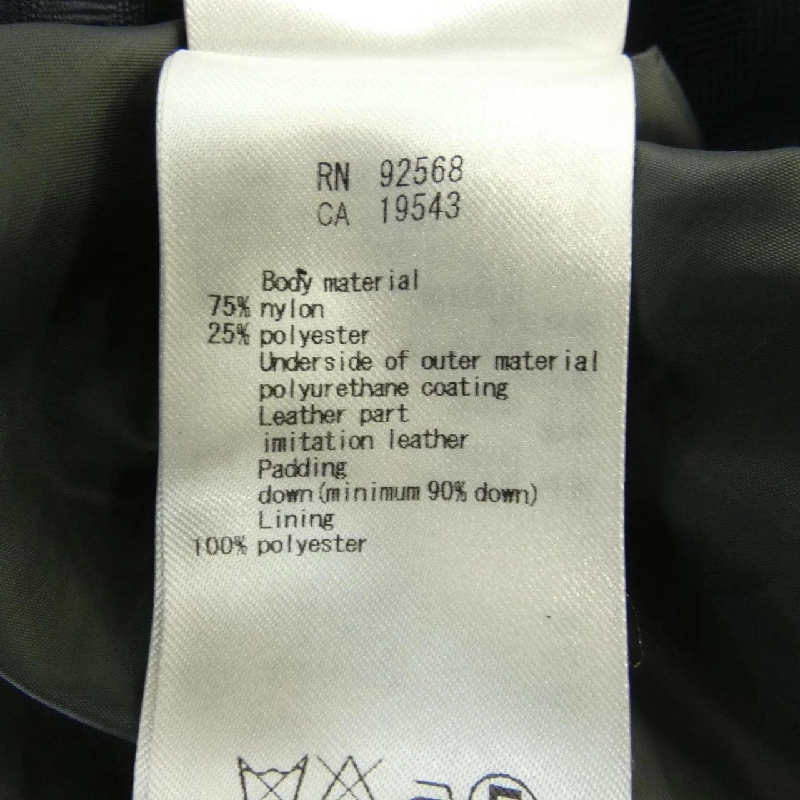 RN 92568
CA 19543
Body material
75% nylon
25% polyester
Underside of outer material
polyurethane coating
Leather part
imitation leather
Padding
down(minimum 90% down)
Lining
100% polyester